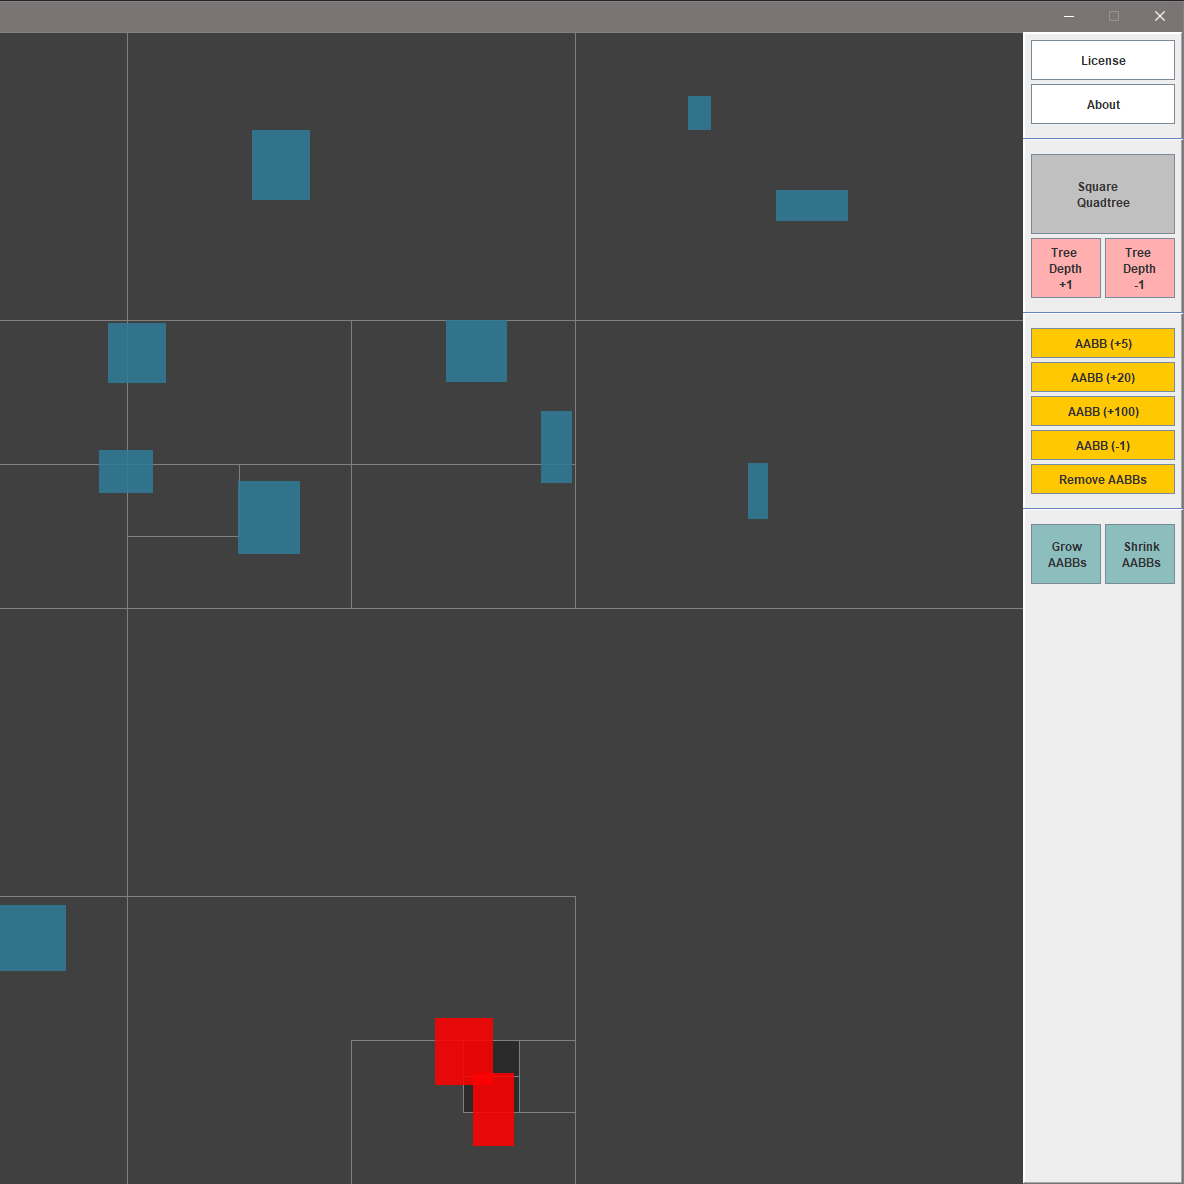 License
About
Square
Quadtree
Tree
Depth
+1
Tree
Depth
-1
AABB (+5)
AABB (+20)
AABB (+100)
AABB (-1)
Remove AABBs
Grow
AABBs
Shrink
AABBs